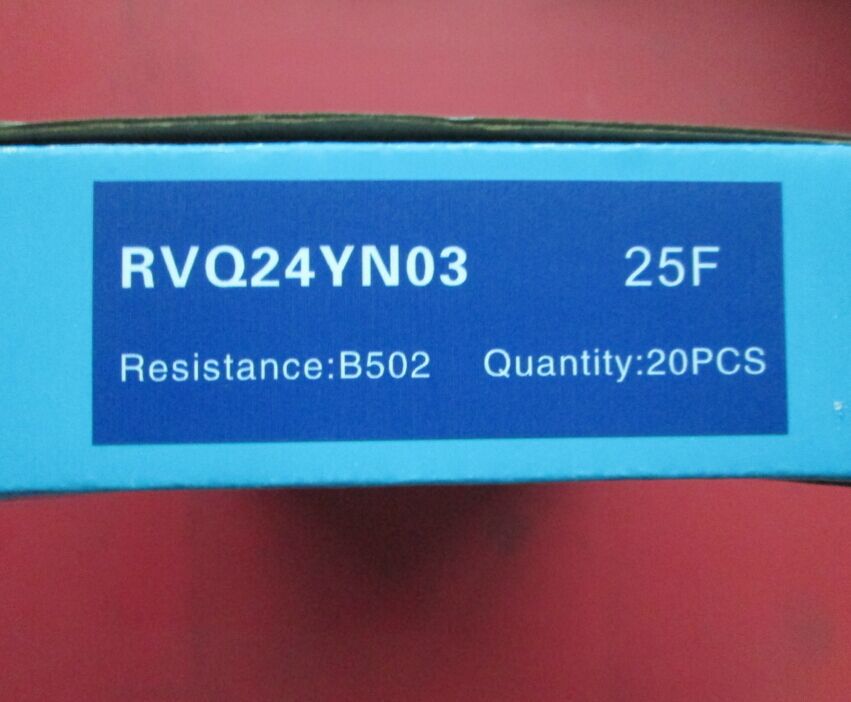 RVQ24YN03 25F
Resistance:B502 Quantity:20PCS